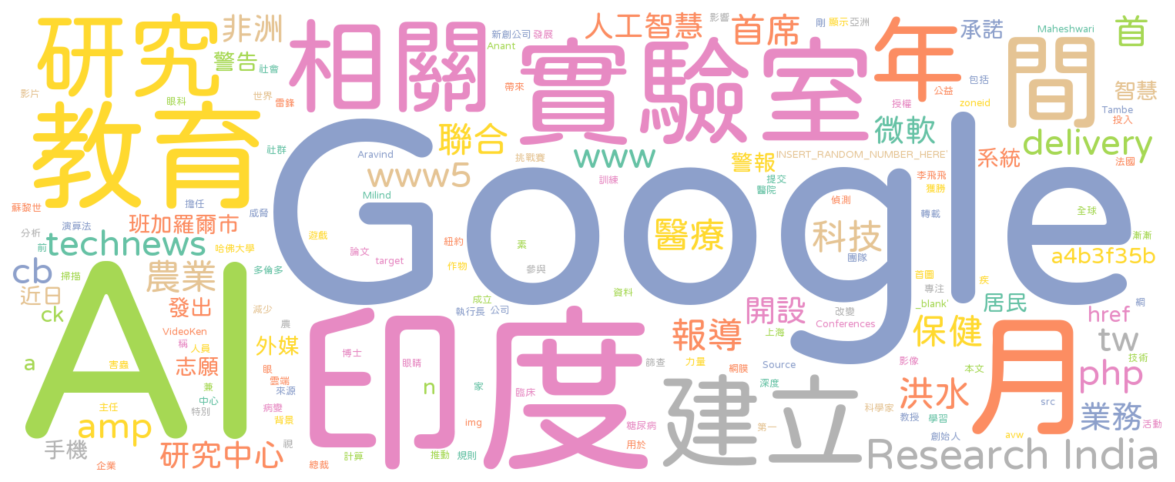 Google
AI
印度
實驗室
相關
教育
研究
年
月
間
建立
Research India
非洲
警告
社會
影片
眼科
世界
雷鋒
新創公司
發展
Anant
帶來
人工智慧
影響
首席
剛
顯示
亞洲
承諾
Maheshwari
首
公益
授權
包括
zoneid
智慧
Tambe
投入
微軟
delivery
法國
系統
社群
聯合
www
www5
挑戰賽
訓練
Aravind
Milind
警報
INSERT_RANDOM_NUMBER_HERE'
提交
醫院
偵測
李飛飛
獲勝
轉載
蘇黎世
擔任
威脅
班加羅爾市
演算法
分析
前
technews
哈佛大學
遊戲
論文
紐約
target
作物
素
參與
醫療
科技
團隊
全球
漸漸
a4b3f35b
cb
掃描
農業
多倫多
近日
ck
發出
減少
農
成立
公司
執行長
資料
開設
改變
Conferences
上海
首圖
專注
疾
_blank'
居民
綱
href
保健
tw
VideoKen
稱
人員
外媒
博士
眼睛
報導
影像
技術
a
害蟲
志願
眼
雲端
來源
n
家
臨床
篩查
力量
網膜
Source
深度
本文
php
兼
中心
特別
病變
背景
糖尿病
科學家
教授
學習
洪水
src
業務
活動
主任
amp
手機
企業
研究中心
視
img
用於
第一
創始人
avw
總裁
計算
推動
規則